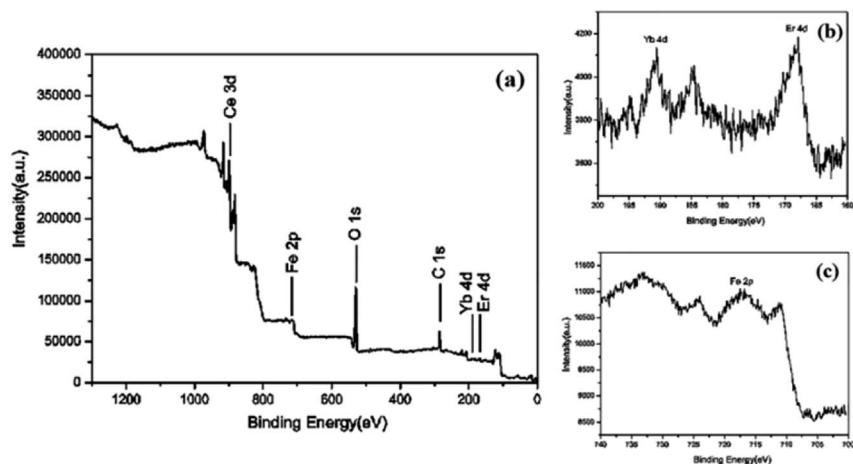 (a)
400000
350000
300000
250000
200000
150000
100000
50000
0
Intensity(a.u.)
Ce 3d
Fe 2p
O 1s
C 1s
Yb 4d
Er 4d
1200 1000 800 600 400 200 0
Binding Energy(eV)
(b)
4200
3900
3600
Intensity(a.u.)
Yb 4d
Er 4d
200 195 190 185 180 175 170 165 160
Binding Energy(eV)
(c)
11500
11000
10500
10000
9500
9000
8500
Intensity(a.u.)
Fe 2p
740 735 730 725 720 715 710 705 700
Binding Energy(eV)